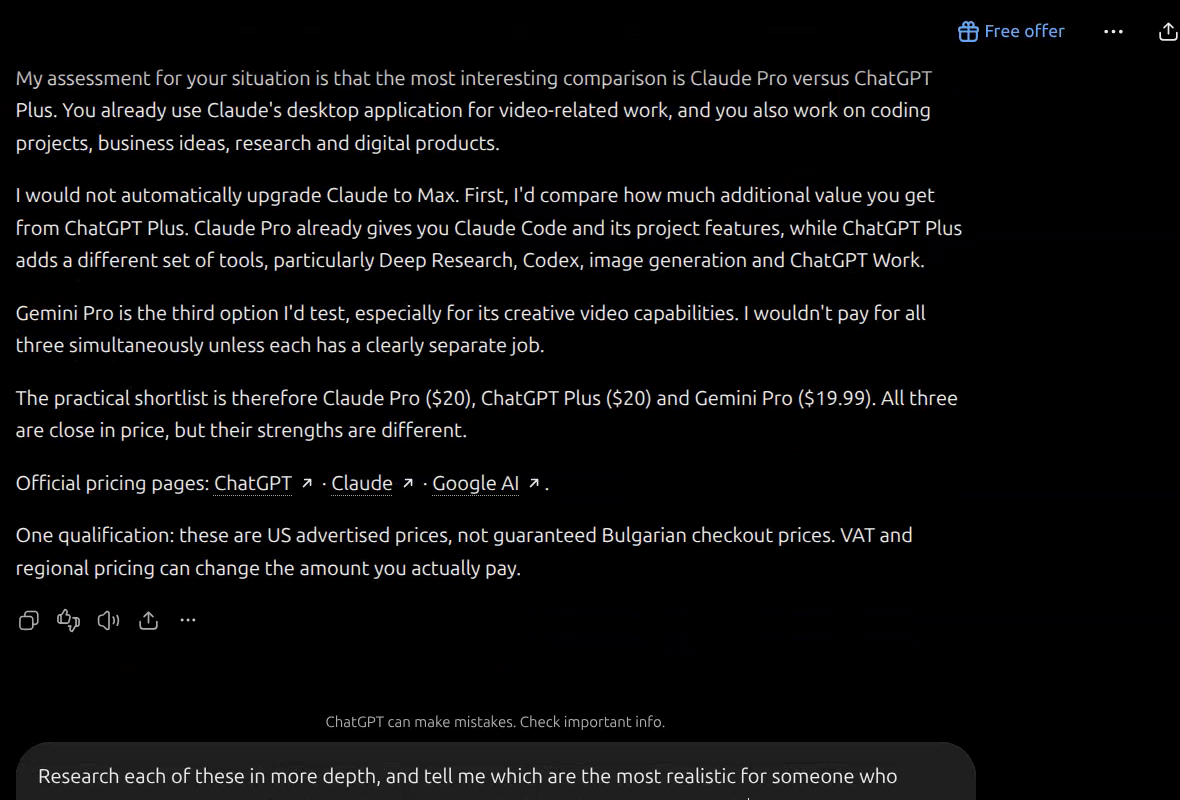 Free offer
My assessment for your situation is that the most interesting comparison is Claude Pro versus ChatGPT
Plus. You already use Claude's desktop application for video-related work, and you also work on coding
projects, business ideas, research and digital products.
I would not automatically upgrade Claude to Max. First, I'd compare how much additional value you get
from ChatGPT Plus. Claude Pro already gives you Claude Code and its project features, while ChatGPT Plus
adds a different set of tools, particularly Deep Research, Codex, image generation and ChatGPT Work.
Gemini Pro is the third option I'd test, especially for its creative video capabilities. I wouldn't pay for all
three simultaneously unless each has a clearly separate job.
The practical shortlist is therefore Claude Pro ($20), ChatGPT Plus ($20) and Gemini Pro ($19.99). All three
are close in price, but their strengths are different.
Official pricing pages: ChatGPT ↗ · Claude ↗ · Google AI ↗ .
One qualification: these are US advertised prices, not guaranteed Bulgarian checkout prices. VAT and
regional pricing can change the amount you actually pay.
ChatGPT can make mistakes. Check important info.
Research each of these in more depth, and tell me which are the most realistic for someone who